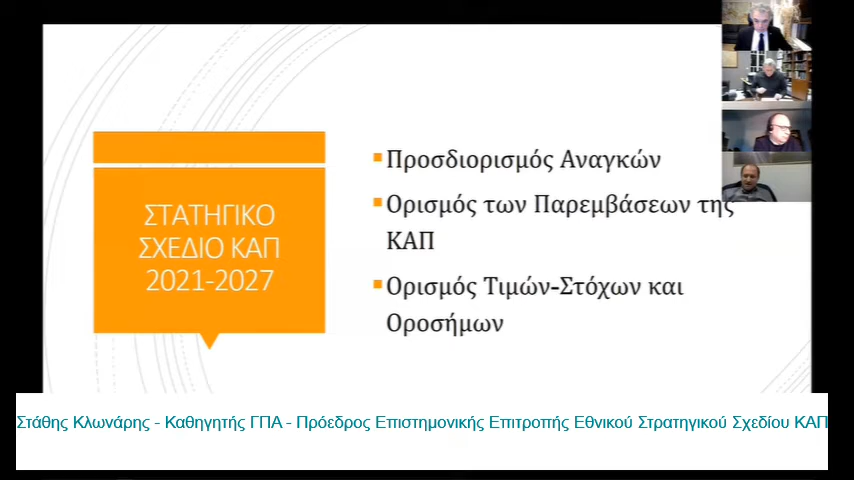 ΣΤΑΤΗΓΙΚΟ
ΣΧΕΔΙΟ ΚΑΠ
2021-2027
Προσδιορισμός Αναγκών
Ορισμός των Παρεμβάσεων της
ΚΑΠ
Ορισμός Τιμών-Στόχων και
Οροσήμων
Στάθης Κλωνάρης - Καθηγητής ΓΠΑ - Πρόεδρος Επιστημονικής Επιτροπής Εθνικού Στρατηγικού Σχεδίου ΚΑΠ